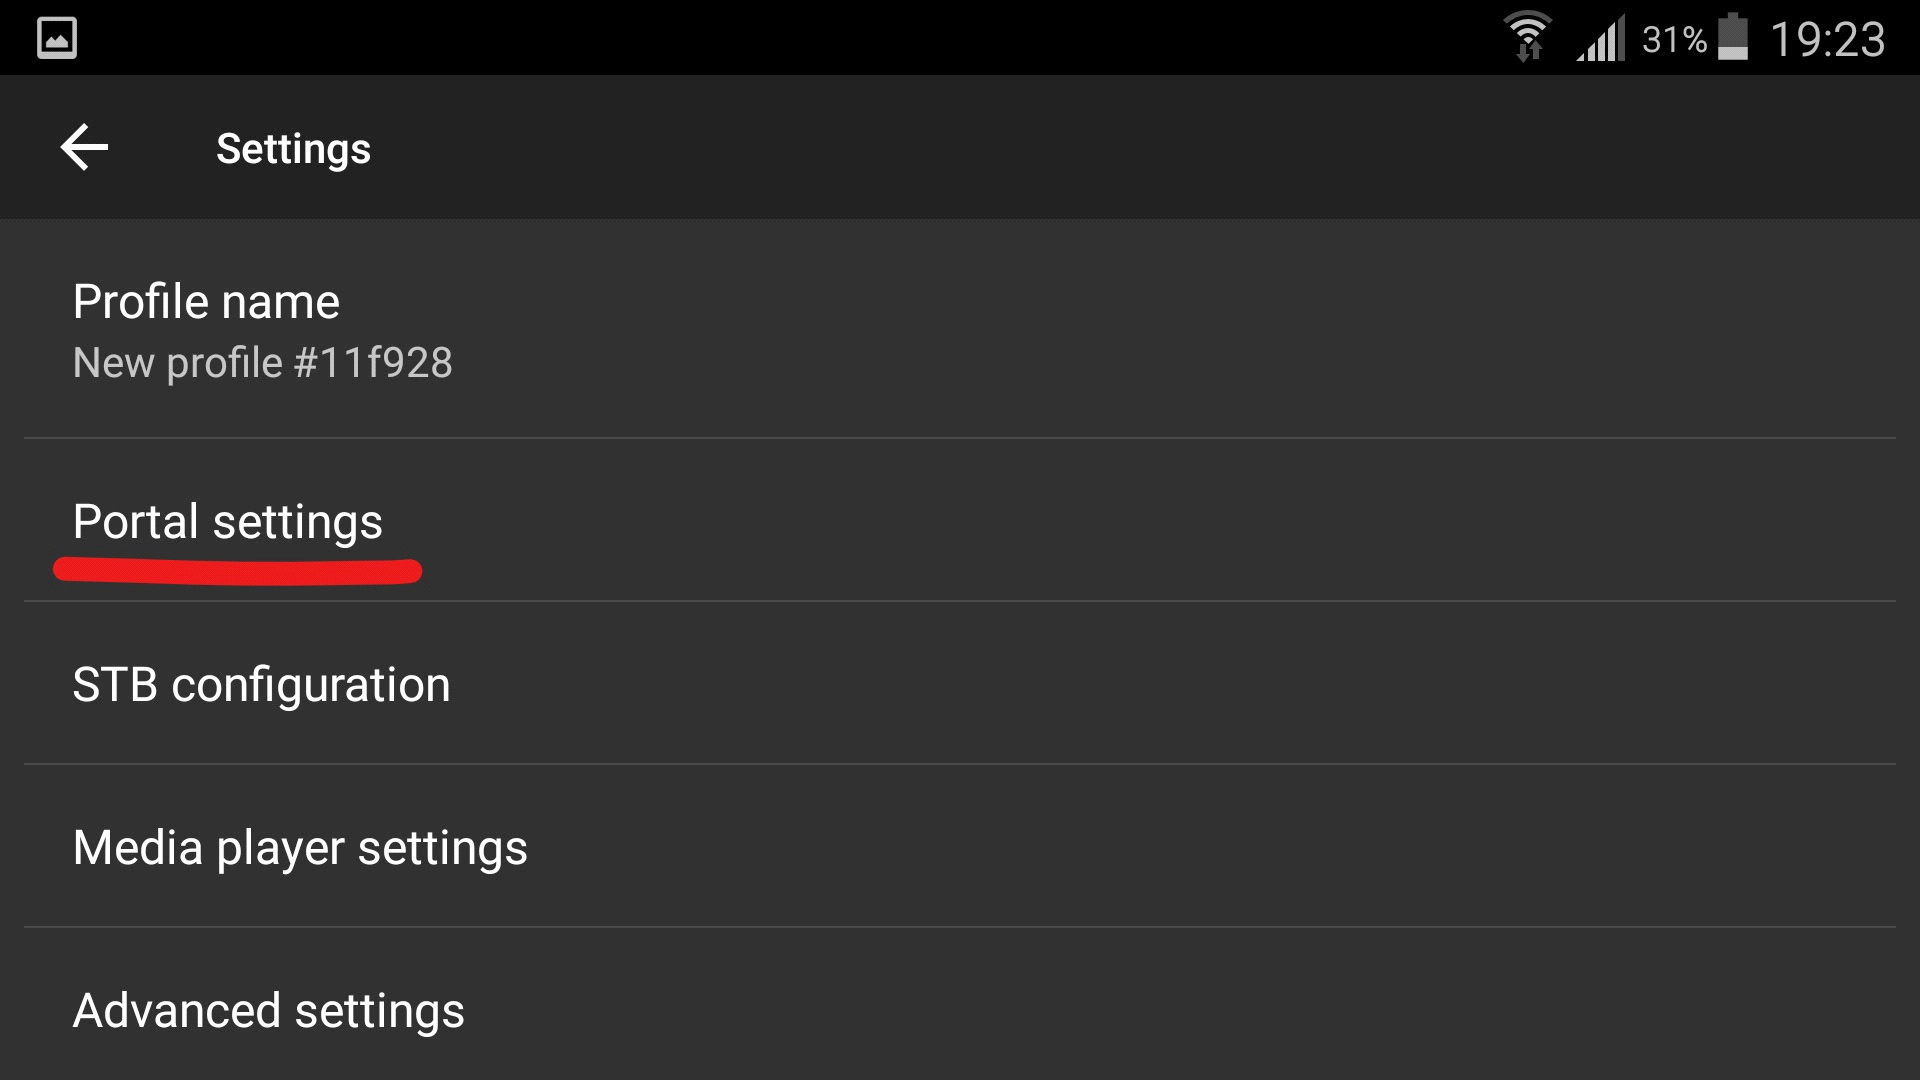 31% 19:23
Settings
Profile name
New profile #11f928
Portal settings
STB configuration
Media player settings
Advanced settings